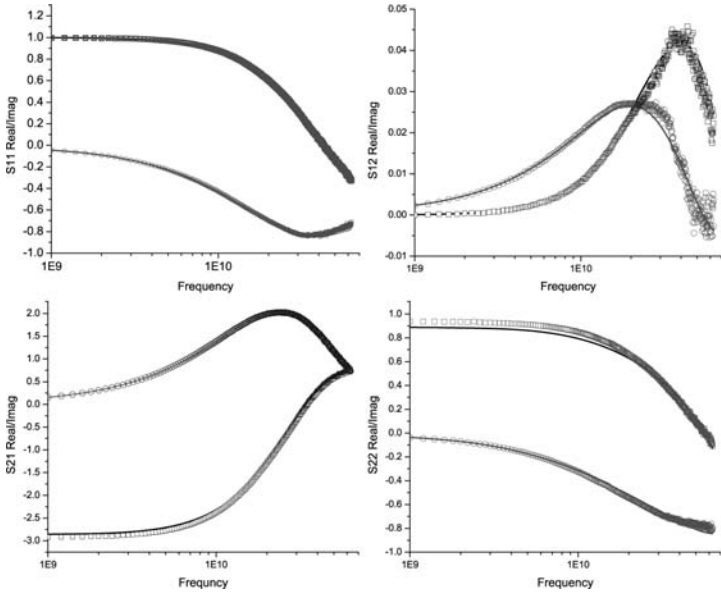 S11 Real/Imag
1.2
1.0
0.8
0.6
0.4
0.2
0.0
-0.2
-0.4
-0.6
-0.8
-1.0
1E9
1E10
Frequency
S12 Real/Imag
0.05
0.04
0.03
0.02
0.01
0.00
-0.01
1E9
1E10
Frequency
S21 Real/Imag
2.0
1.5
1.0
0.5
0.0
-0.5
-1.0
-1.5
-2.0
-2.5
-3.0
1E9
1E10
Frequency
S22 Real/Imag
1.0
0.8
0.6
0.4
0.2
0.0
-0.2
-0.4
-0.6
-0.8
-1.0
1E9
1E10
Frequency